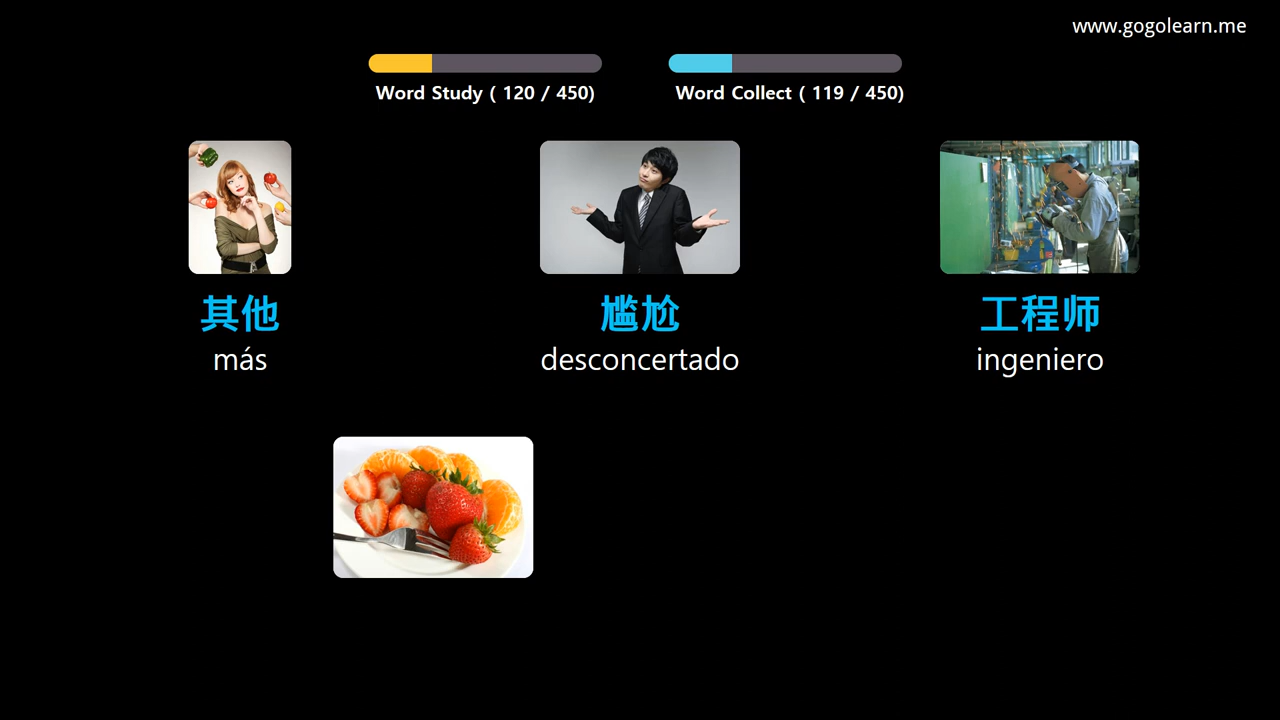 www.gogolearn.me
Word Study ( 120 / 450)
Word Collect ( 119 / 450)
其他
más
尴尬
desconcertado
工程师
ingeniero